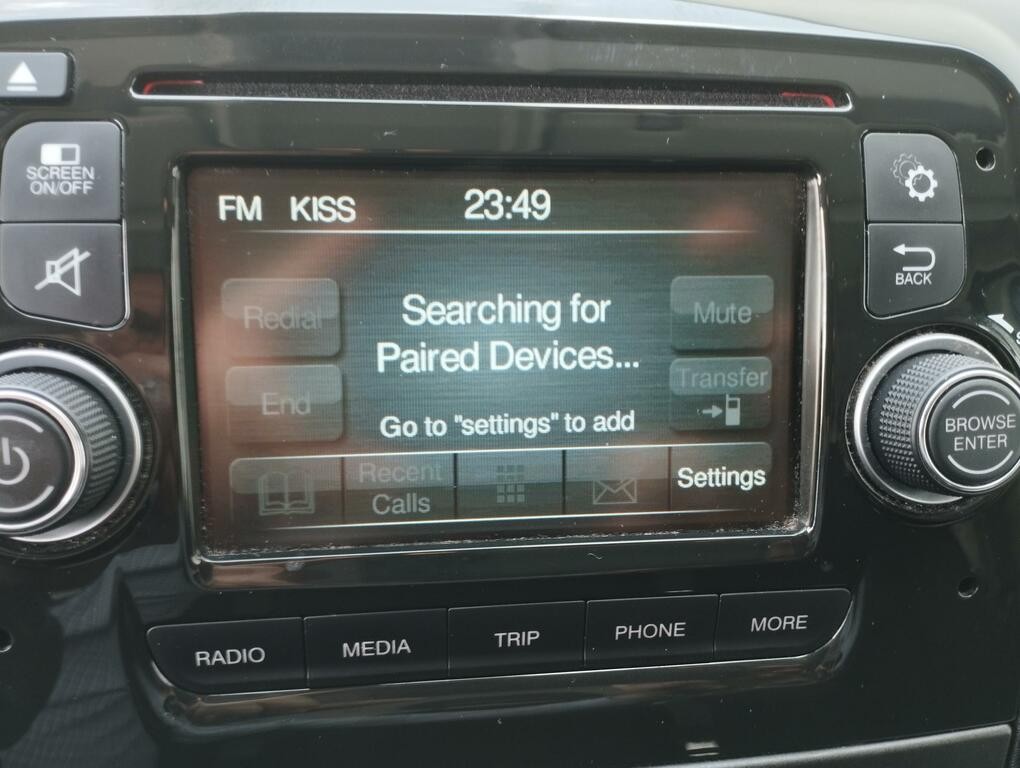 SCREEN
ON/OFF
FM KISS 23:49
Redial
Searching for
Paired Devices...
Mute
End
Transfer
Go to "settings" to add
Recent
Calls
Settings
BACK
BROWSE
ENTER
RADIO
MEDIA
TRIP
PHONE
MORE